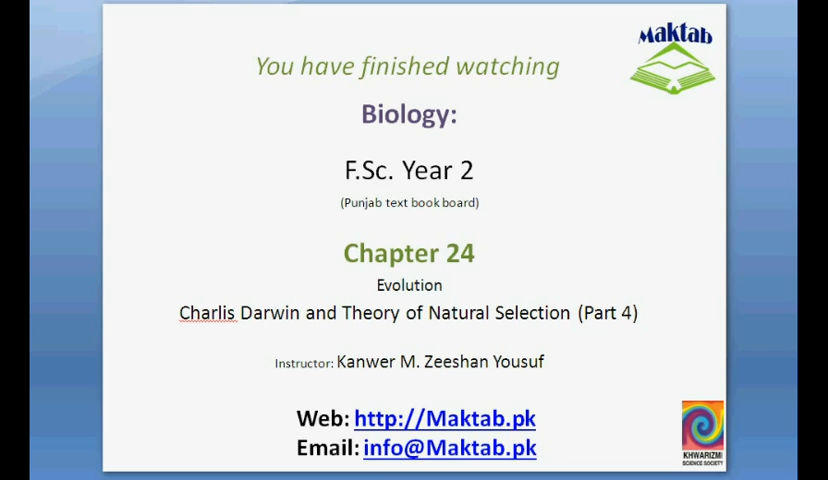 Maktab
You have finished watching
Biology:
F.Sc. Year 2
(Punjab text book board)
Chapter 24
Evolution
Charlis Darwin and Theory of Natural Selection (Part 4)
Instructor: Kanwer M. Zeeshan Yousuf
Web: http://Maktab.pk
Email: info@Maktab.pk
KHWARIZMI
SCIENCE SOCIETY